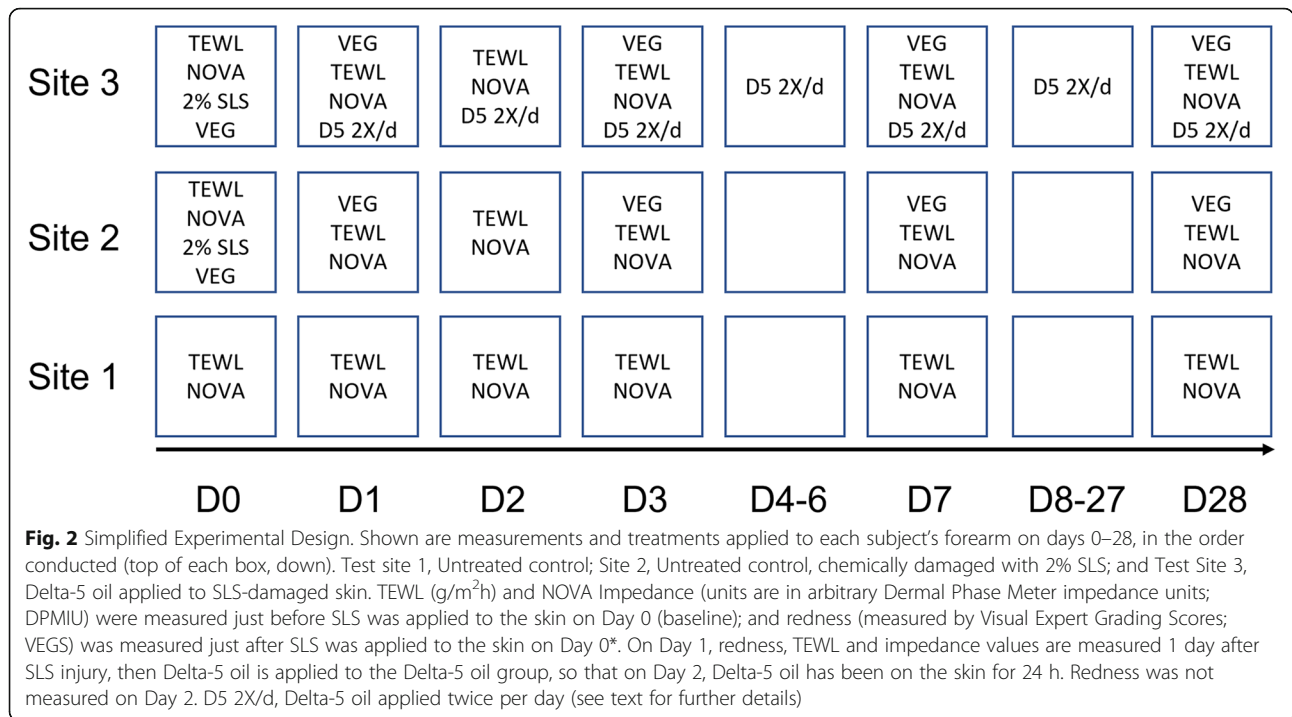 Site 3
TEWL
NOVA
2% SLS
VEG
VEG
TEWL
NOVA
D5 2X/d
TEWL
NOVA
D5 2X/d
VEG
TEWL
NOVA
D5 2X/d
D5 2X/d
VEG
TEWL
NOVA
D5 2X/d
D5 2X/d
VEG
TEWL
NOVA
D5 2X/d
Site 2
TEWL
NOVA
2% SLS
VEG
VEG
TEWL
NOVA
TEWL
NOVA
VEG
TEWL
NOVA
VEG
TEWL
NOVA
VEG
TEWL
NOVA
Site 1
TEWL
NOVA
TEWL
NOVA
TEWL
NOVA
TEWL
NOVA
TEWL
NOVA
TEWL
NOVA
D0 D1 D2 D3 D4-6 D7 D8-27 D28
Fig. 2 Simplified Experimental Design. Shown are measurements and treatments applied to each subject's forearm on days 0–28, in the order
conducted (top of each box, down). Test site 1, Untreated control; Site 2, Untreated control, chemically damaged with 2% SLS; and Test Site 3,
Delta-5 oil applied to SLS-damaged skin. TEWL (g/m²h) and NOVA Impedance (units are in arbitrary Dermal Phase Meter impedance units;
DPMIU) were measured just before SLS was applied to the skin on Day 0 (baseline); and redness (measured by Visual Expert Grading Scores;
VEGS) was measured just after SLS was applied to the skin on Day 0*. On Day 1, redness, TEWL and impedance values are measured 1 day after
SLS injury, then Delta-5 oil is applied to the Delta-5 oil group, so that on Day 2, Delta-5 oil has been on the skin for 24 h. Redness was not
measured on Day 2. D5 2X/d, Delta-5 oil applied twice per day (see text for further details)